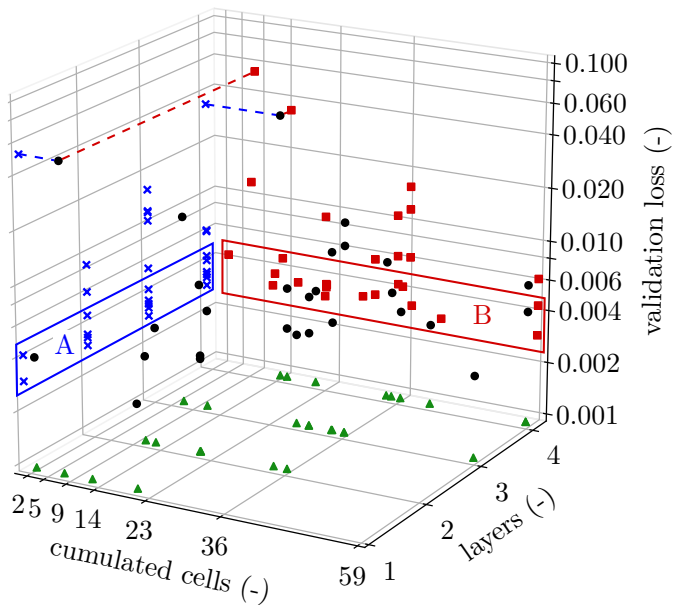 0.100
0.060
0.040
0.020
0.010
0.006
0.004
0.002
0.001
validation loss (-)
A
B
2 5 9 14 23 36 59
cumulated cells (-)
1 2 3 4
layers (-)